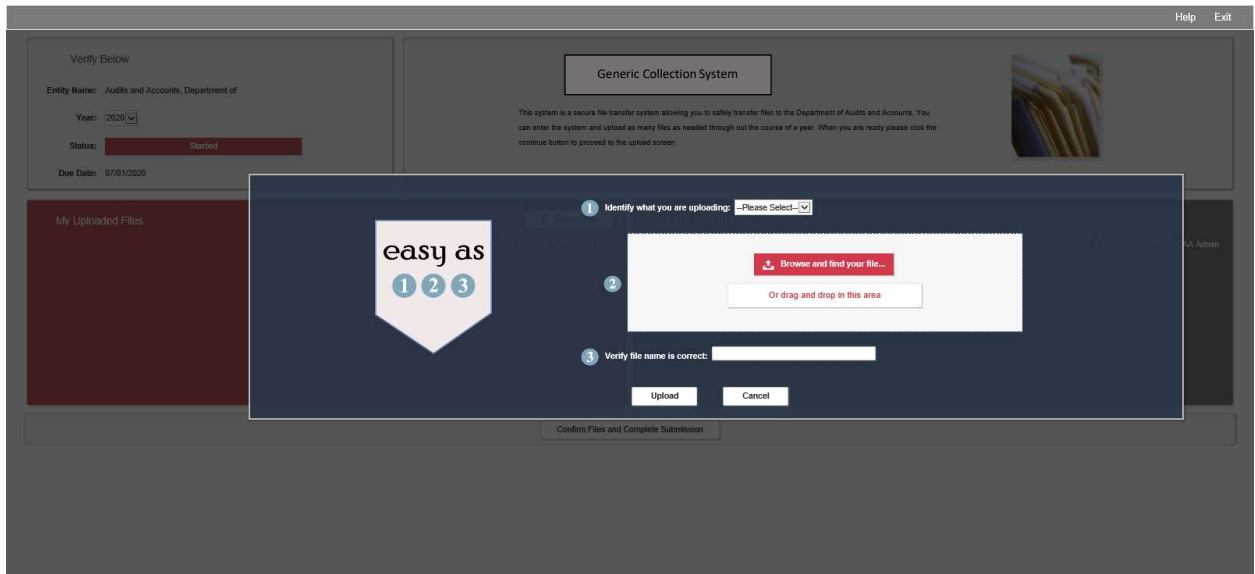 Help Exit
Verify Below
Entity Name: Audits and Accounts, Department of
Year: 2020
Status: Started
Due Date: 07/01/2020
Generic Collection System
This system is a secure file transfer system allowing you to safely transfer files to the Department of Audits and Accounts. You
can enter the system and upload as many files as needed through out the course of a year. When you are ready please click the
continue button to proceed to the upload screen.
My Uploaded Files
AA Admin
easy as
1 2 3
1 Identify what you are uploading: --Please Select--
2
Browse and find your file...
Or drag and drop in this area
3 Verify file name is correct:
Upload Cancel
Confirm Files and Complete Submission